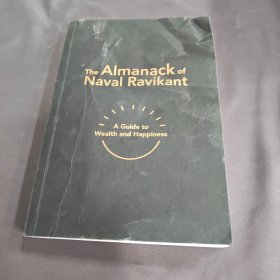 The Almanack of
Naval Ravikant
A Guide to
Wealth and Happiness